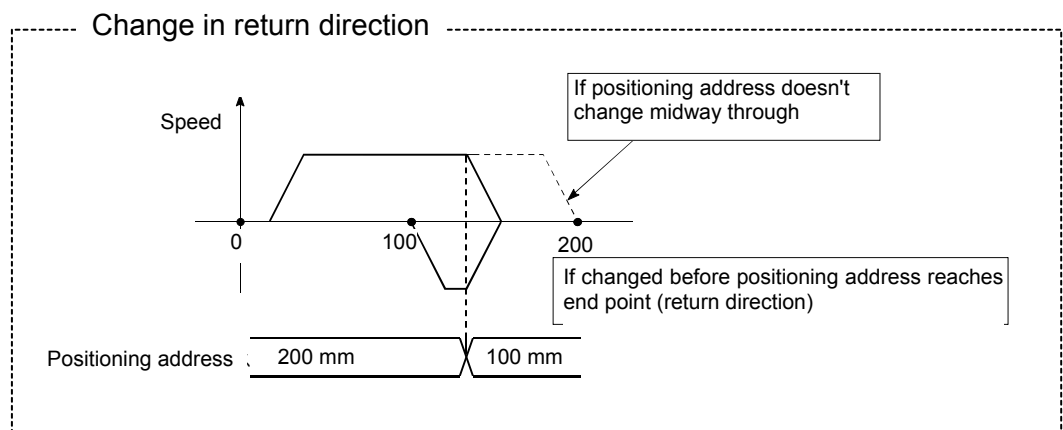 Change in return direction
If positioning address doesn't
change midway through
Speed
0
100
200
If changed before positioning address reaches
end point (return direction)
Positioning address
200 mm
100 mm